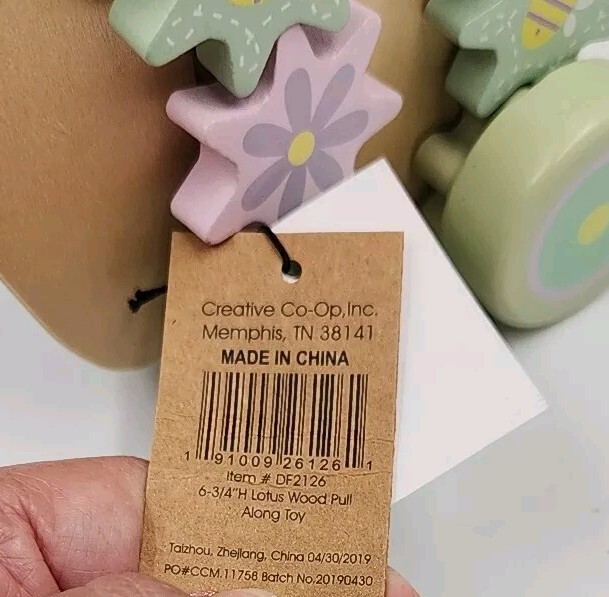 Creative Co-Op,Inc.
Memphis, TN 38141
MADE IN CHINA
1 91009 26126 1
Item # DF2126
6-3/4"H Lotus Wood Pull
Along Toy
Taizhou, Zhejiang, China 04/30/2019
PO#CCM.11758 Batch No.20190430